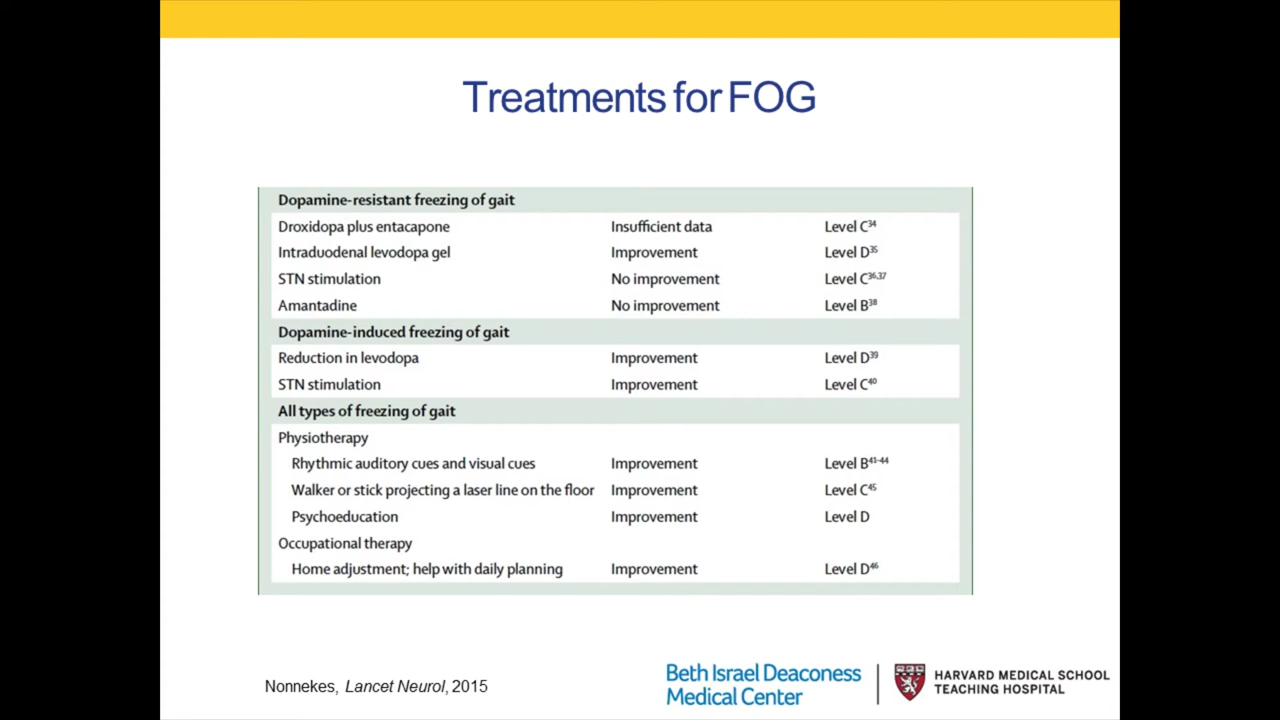 Treatments for FOG
Dopamine-resistant freezing of gait
Droxidopa plus entacapone Insufficient data Level C34
Intraduodenal levodopa gel Improvement Level D35
STN stimulation No improvement Level C36,37
Amantadine No improvement Level B38
Dopamine-induced freezing of gait
Reduction in levodopa Improvement Level D39
STN stimulation Improvement Level C40
All types of freezing of gait
Physiotherapy
Rhythmic auditory cues and visual cues Improvement Level B41-44
Walker or stick projecting a laser line on the floor Improvement Level C45
Psychoeducation Improvement Level D
Occupational therapy
Home adjustment; help with daily planning Improvement Level D46
Nonnekes, Lancet Neurol, 2015
Beth Israel Deaconess
Medical Center
HARVARD MEDICAL SCHOOL
TEACHING HOSPITAL